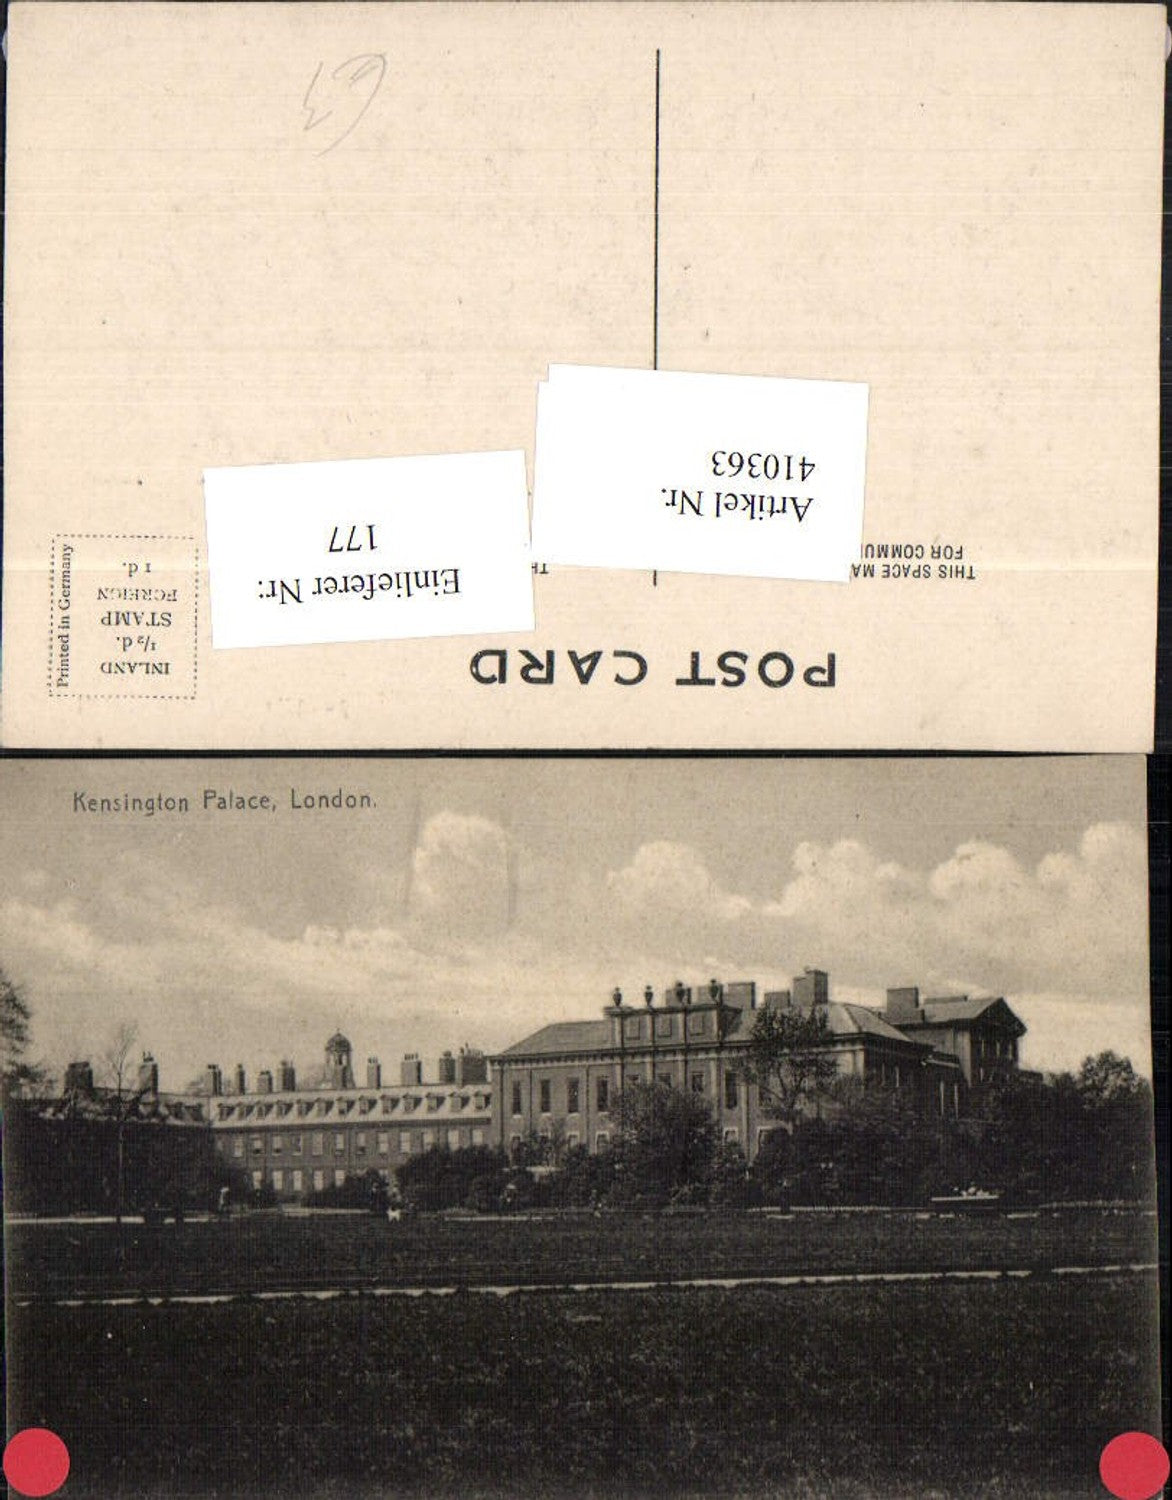 POST CARD
THIS SPACE MA
FOR COMMU
TH
INLAND
½ d.
STAMP
FOREIGN
1 d.
Printed in Germany
Artikel Nr.
410363
Einlieferer Nr:
177
Kensington Palace, London.